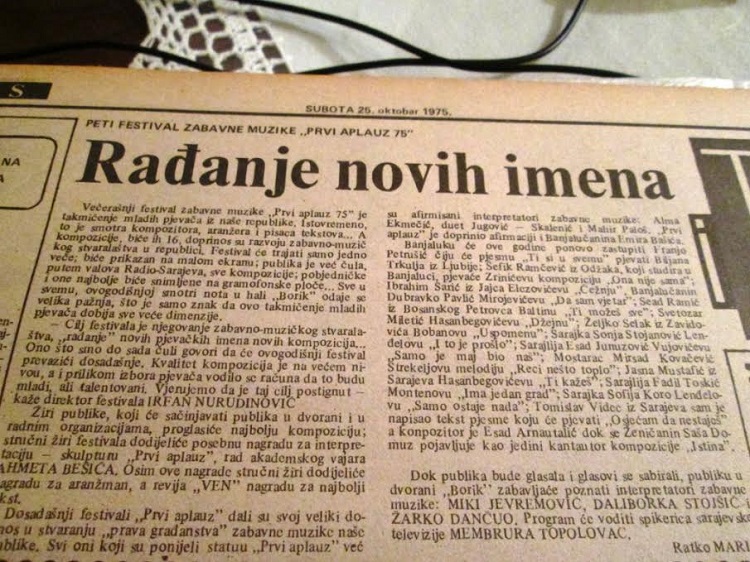 S
SUBOTA 25. oktobar 1975.
PETI FESTIVAL ZABAVNE MUZIKE „PRVI APLAUZ 75"
Rađanje novih imena
NA
A
Večerašnji festival zabavne muzike „Prvi aplauz 75" je
takmičenje mladih pjevača iz naše republike. Istovremeno,
to je smotra kompozitora, aranžera i pisaca tekstova... A
kompozicije, biće ih 16, doprinos su razvoju zabavno-muzič
kog stvaralaštva u republici. Festival će trajati samo jedno
veče; biće prikazan na malom ekranu; publika je već čula,
putem valova Radio-Sarajeva, sve kompozicije; pobjedničke
i one najbolje biće snimljene na gramofonske ploče... Sve u
svemu, ovogodišnjoj smotri nota u hali „Borik" odaje se
velika pažnja, što je samo znak da ovo takmičenje mladih
pjevača dobija sve veće dimenzije.
— Cilj festivala je njegovanje zabavno-muzičkog stvarala-
štva, „rađanje" novih pjevačkih imena novih kompozicija...
Ono što smo do sada čuli govori da će ovogodišnji festival
prevazići dosadašnje. Kvalitet kompozicija je na većem ni-
vou, a i prilikom izbora pjevača vodilo se računa da to budu
mladi, ali talentovani. Vjerujemo da je taj cilj postignut —
kaže direktor festivala IRFAN NURUDINOVIĆ
Žiri publike, koji će sačinjavati publika u dvorani i u
radnim organizacijama, proglasiće najbolju kompoziciju;
stručni žiri festivala dodijeliće posebnu nagradu za interpre-
taciju — skulpturu „Prvi aplauz", rad akademskog vajara
AHMETA BEŠIĆA. Osim ove nagrade stručni žiri dodijeliće
agradu za aranžman, a revija „VEN" nagradu za najbolji
kst.
Dosadašnji festivali „Prvi aplauz" dali su svoj veliki do-
nos u stvaranju „prava građanstva" zabavne muzike naše
ublike. Svi oni koji su ponijeli statuu „Prvi aplauz" već
su afirmisani interpretatori zabavne muzike: Alma
Ekmečić, duet Jugović — Skalenić i Mahir Paloš. „Prvi
aplauz" je doprinio afirmaciji i Banjalučanina Emira Bašića.
Banjaluku će ove godine ponovo zastupiti Franjo
Petrušić čiju će pjesmu „Ti si u svemu" pjevati Biljana
Trkulja iz Ljubije; Sefik Ramčević iz Odžaka, koji studira u
Banjaluci, pjevaće Zrinićevu kompoziciju „Ona nije sama";
Ibrahim Sarić iz Jajca Elezovićevu „Čežnju", Banjalučanin
Dubravko Pavlić Mirojevićevu „Da sam vjetar"; Sead Ramić
iz Bosanskog Petrovca Baltinu „Ti možeš sve"; Svetozar
Miletić Hasanbegovićevu „Džejmu"; Željko Selak iz Zavido-
vića Bobanovu „Uspomenu"; Sarajka Sonja Stojanović Len-
delovu „I to je prošlo"; Sarajlija Esad Jumuzović Vujovićevu
„Samo je maj bio naš"; Mostarac Mirsad Kovačević
Štrekeljovu melodiju „Reci nešto toplo"; Jasna Mustafić iz
Sarajeva Hasanbegovićevu „Ti kažeš"; Sarajlija Fadil Toskić
Montenovu „Ima jedan grad"; Sarajka Sofija Koro Lendelo-
vu „Samo ostaje nada"; Tomislav Videc iz Sarajeva sam je
napisao tekst pjesme koju će pjevati „Osjećam da nestaješ"
a konpozitor je Esad Arnautalić dok se Zeničanin Saša Do-
muz pojavljuje kao jedini kantautor kompozicije „Istina".
Dok publika bude glasala i glasovi se sabirali, publiku u
dvorani „Borik" zabavljaće poznati interpretatori zabavne
muzike: MIKI JEVREMOVIĆ, DALIBORKA STOJŠIĆ i
ŽARKO DANČUO. Program će voditi spikerica sarajevske
televizije MEMBRURA TOPOLOVAC.
Ratko MARI